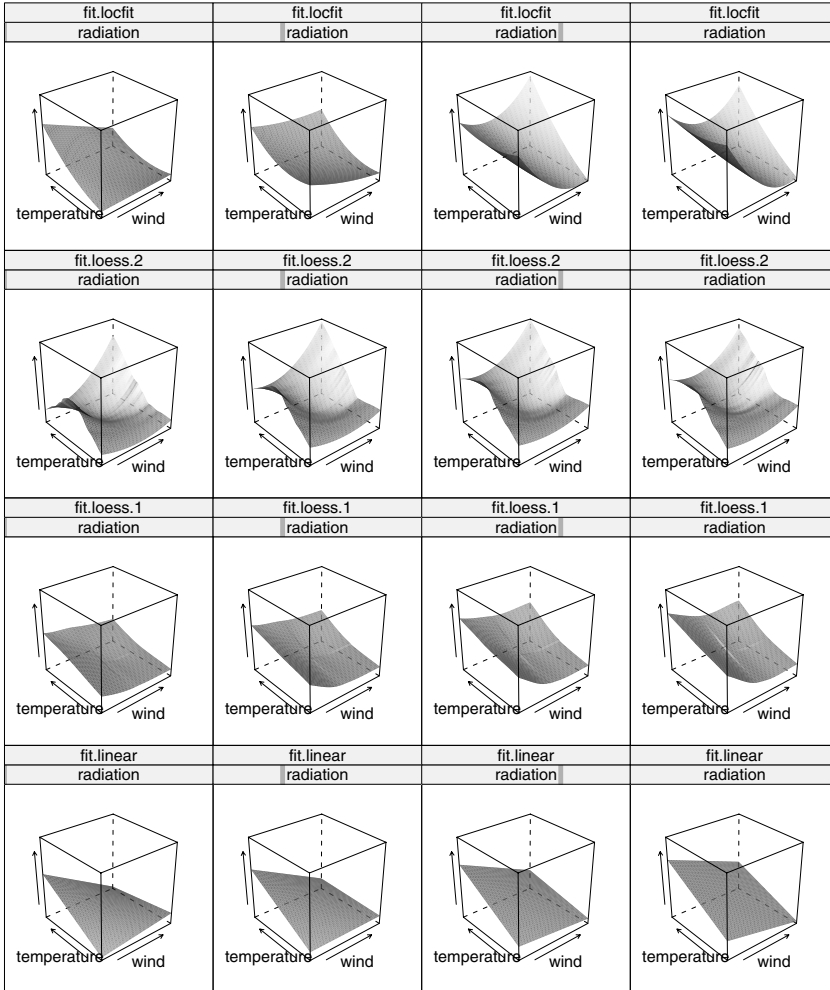 fit.locfit fit.locfit fit.locfit fit.locfit
radiation radiation radiation radiation
temperature wind temperature wind temperature wind temperature wind
fit.loess.2 fit.loess.2 fit.loess.2 fit.loess.2
radiation radiation radiation radiation
temperature wind temperature wind temperature wind temperature wind
fit.loess.1 fit.loess.1 fit.loess.1 fit.loess.1
radiation radiation radiation radiation
temperature wind temperature wind temperature wind temperature wind
fit.linear fit.linear fit.linear fit.linear
radiation radiation radiation radiation
temperature wind temperature wind temperature wind temperature wind